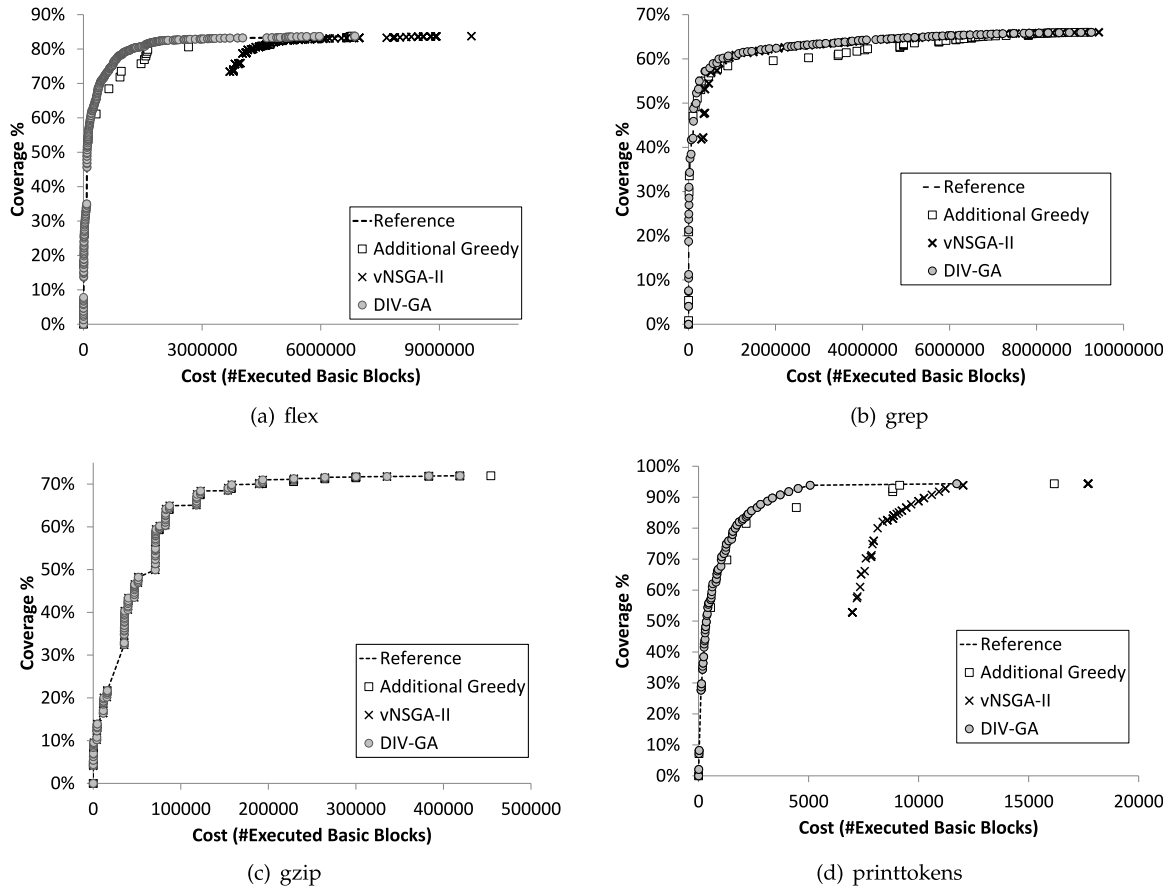 90%
80%
70%
60%
50%
40%
30%
20%
10%
0%
Coverage %
Reference
Additional Greedy
vNSGA-II
DIV-GA
0 3000000 6000000 9000000
Cost (#Executed Basic Blocks)
(a) flex
70%
60%
50%
40%
30%
20%
10%
0%
Coverage %
Reference
Additional Greedy
vNSGA-II
DIV-GA
0 2000000 4000000 6000000 8000000 10000000
Cost (#Executed Basic Blocks)
(b) grep
70%
60%
50%
40%
30%
20%
10%
0%
Coverage %
Reference
Additional Greedy
vNSGA-II
DIV-GA
0 100000 200000 300000 400000 500000
Cost (#Executed Basic Blocks)
(c) gzip
100%
90%
80%
70%
60%
50%
40%
30%
20%
10%
0%
Coverage %
Reference
Additional Greedy
vNSGA-II
DIV-GA
0 5000 10000 15000 20000
Cost (#Executed Basic Blocks)
(d) printtokens